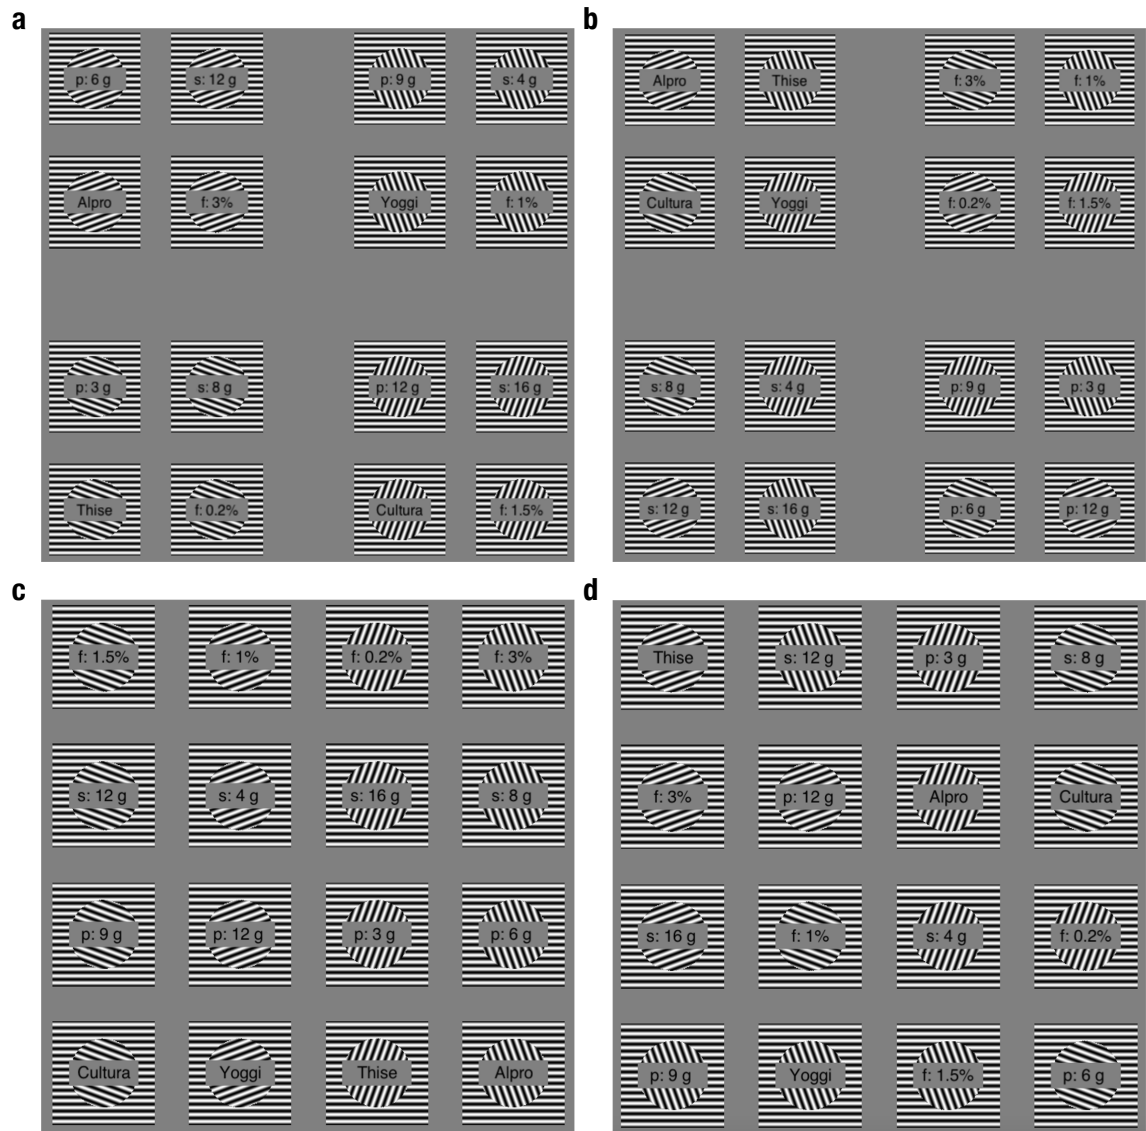 a
p: 6 g s: 12 g p: 9 g s: 4 g
Alpro f: 3% Yoggi f: 1%
p: 3 g s: 8 g p: 12 g s: 16 g
Thise f: 0.2% Cultura f: 1.5%
b
Alpro Thise f: 3% f: 1%
Cultura Yoggi f: 0.2% f: 1.5%
s: 8 g s: 4 g p: 9 g p: 3 g
s: 12 g s: 16 g p: 6 g p: 12 g
c
f: 1.5% f: 1% f: 0.2% f: 3%
s: 12 g s: 4 g s: 16 g s: 8 g
p: 9 g p: 12 g p: 3 g p: 6 g
Cultura Yoggi Thise Alpro
d
Thise s: 12 g p: 3 g s: 8 g
f: 3% p: 12 g Alpro Cultura
s: 16 g f: 1% s: 4 g f: 0.2%
p: 9 g Yoggi f: 1.5% p: 6 g